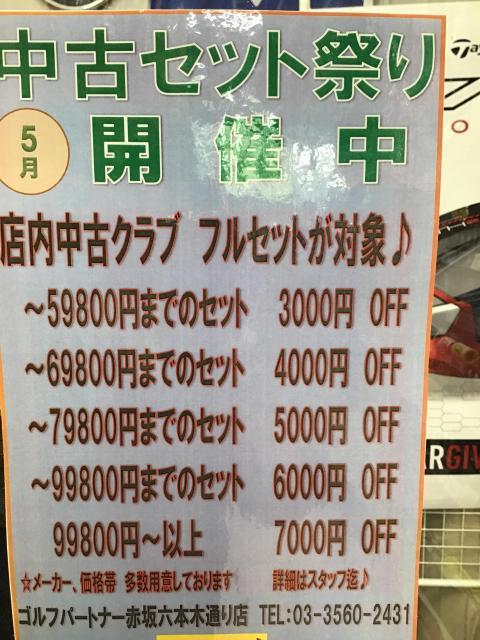 中古セット祭り
5月
開催中
店内中古クラブ フルセットが対象♪
～59800円までのセット 3000円 OFF
～69800円までのセット 4000円 OFF
～79800円までのセット 5000円 OFF
～99800円までのセット 6000円 OFF
99800円～以上 7000円 OFF
☆メーカー、価格帯 多数用意しております 詳細はスタッフ迄♪
ゴルフパートナー赤坂六本木通り店 TEL:03-3560-2431